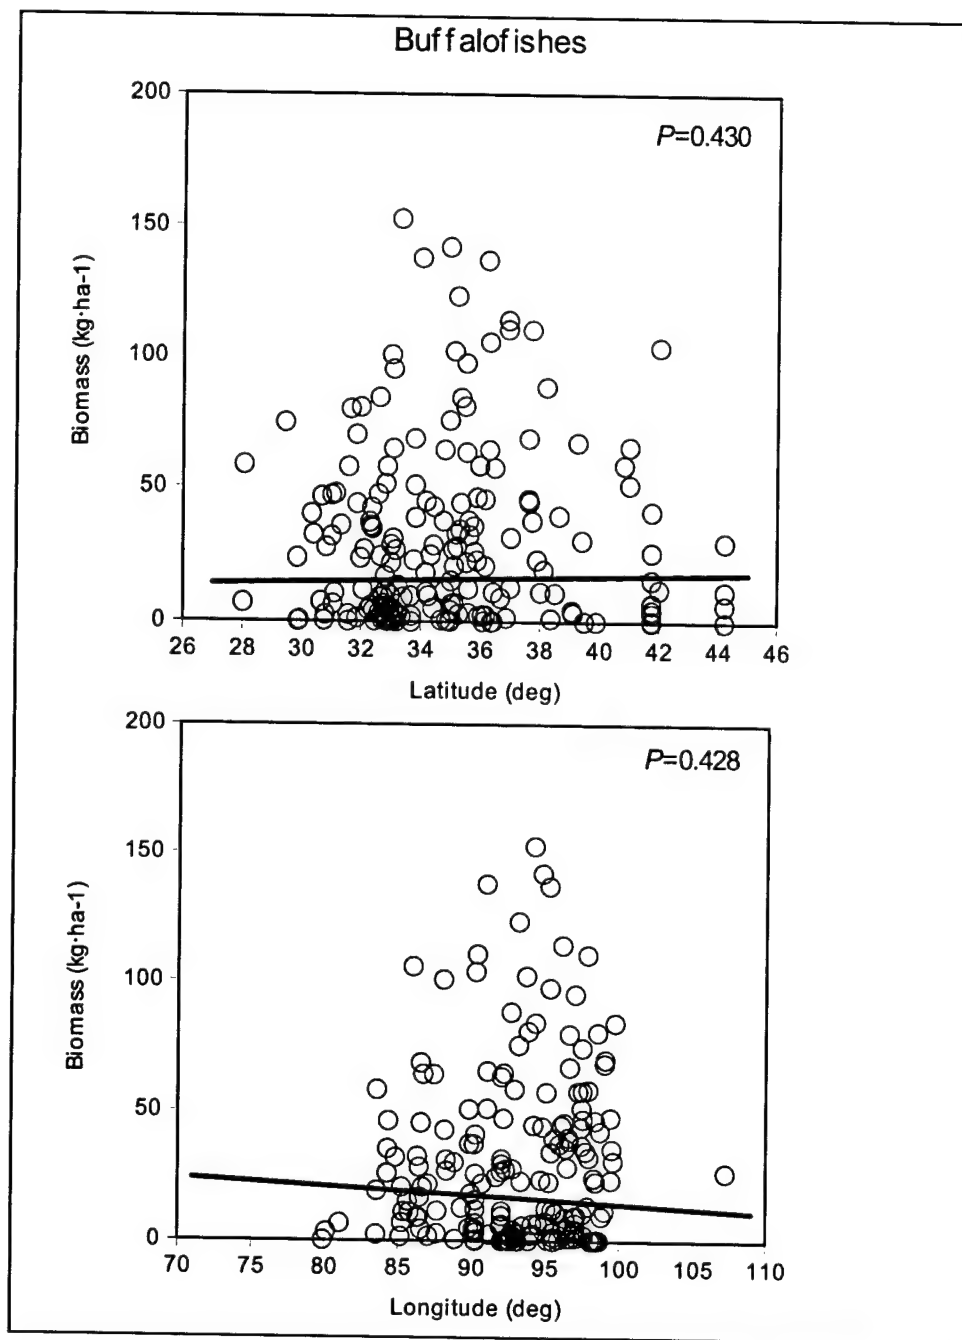 Buffalofishes
200
P=0.430
150
100
50
0
Biomass (kg·ha-1)
26 28 30 32 34 36 38 40 42 44 46
Latitude (deg)
200
P=0.428
150
100
50
0
Biomass (kg·ha-1)
70 75 80 85 90 95 100 105 110
Longitude (deg)